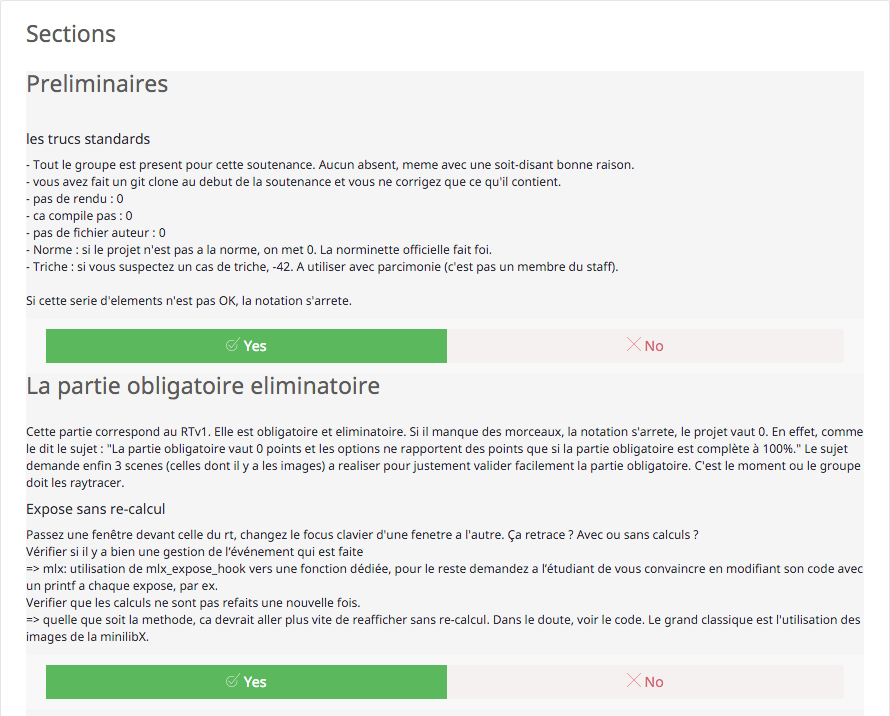 Sections
Preliminaires
les trucs standards
- Tout le groupe est present pour cette soutenance. Aucun absent, meme avec une soit-disant bonne raison.
- vous avez fait un git clone au debut de la soutenance et vous ne corrigez que ce qu'il contient.
- pas de rendu : 0
- ca compile pas : 0
- pas de fichier auteur : 0
- Norme : si le projet n'est pas a la norme, on met 0. La norminette officielle fait foi.
- Triche : si vous suspectez un cas de triche, -42. A utiliser avec parcimonie (c'est pas un membre du staff).
Si cette serie d'elements n'est pas OK, la notation s'arrete.
Yes
No
La partie obligatoire eliminatoire
Cette partie correspond au RTv1. Elle est obligatoire et eliminatoire. Si il manque des morceaux, la notation s'arrete, le projet vaut 0. En effet, comme
le dit le sujet : "La partie obligatoire vaut 0 points et les options ne rapportent des points que si la partie obligatoire est complète à 100%." Le sujet
demande enfin 3 scenes (celles dont il y a les images) a realiser pour justement valider facilement la partie obligatoire. C'est le moment ou le groupe
doit les raytracer.
Expose sans re-calcul
Passez une fenêtre devant celle du rt, changez le focus clavier d'une fenetre a l'autre. Ça retrace ? Avec ou sans calculs ?
Vérifier si il y a bien une gestion de l’événement qui est faite
=> mlx: utilisation de mlx_expose_hook vers une fonction dédiée, pour le reste demandez a l’étudiant de vous convaincre en modifiant son code avec
un printf a chaque expose, par ex.
Verifier que les calculs ne sont pas refaits une nouvelle fois.
=> quelle que soit la methode, ca devrait aller plus vite de reafficher sans re-calcul. Dans le doute, voir le code. Le grand classique est l'utilisation des
images de la minilibX.
Yes
No